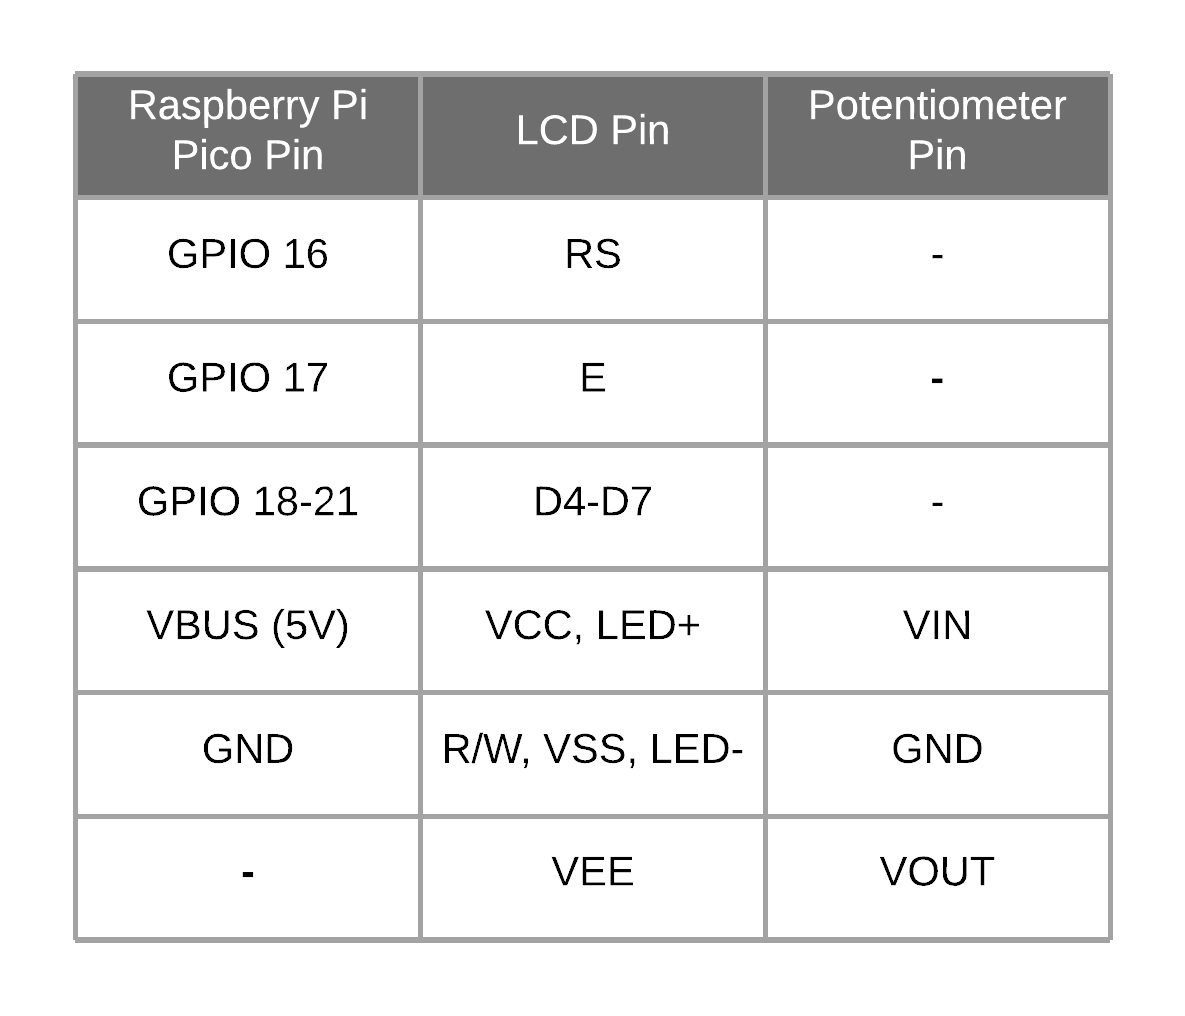 Raspberry Pi
Pico Pin
LCD Pin
Potentiometer
Pin
GPIO 16
RS
-
GPIO 17
E
-
GPIO 18-21
D4-D7
-
VBUS (5V)
VCC, LED+
VIN
GND
R/W, VSS, LED-
GND
-
VEE
VOUT